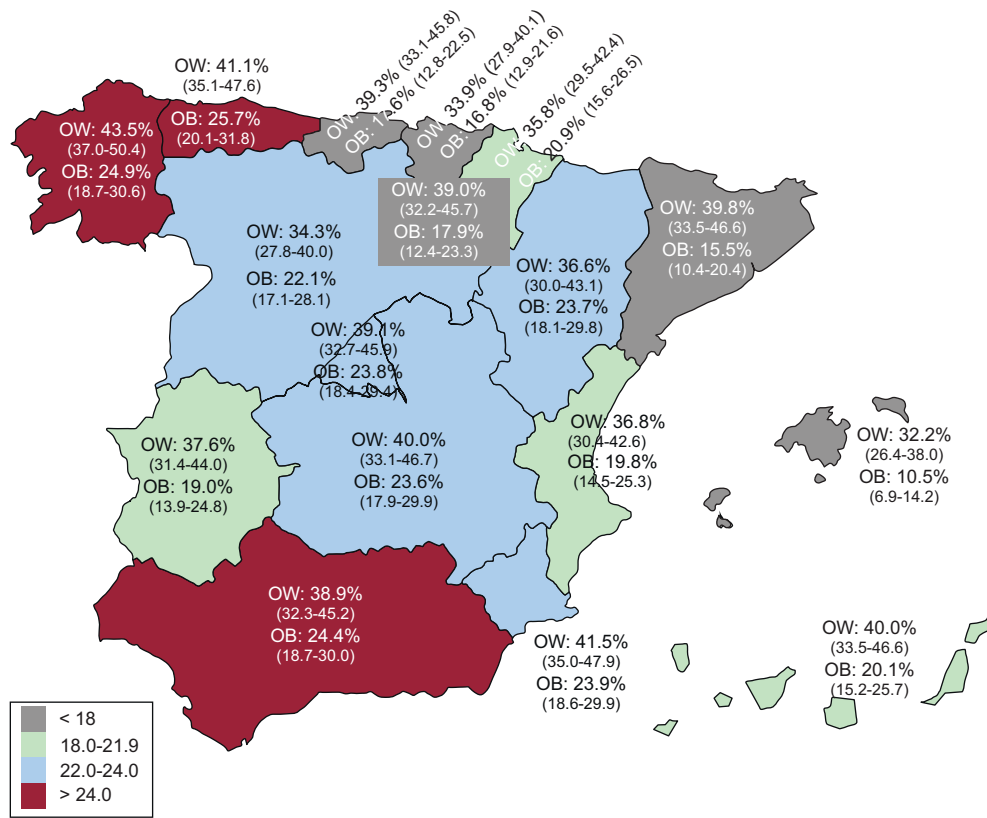 OW: 41.1%
(35.1-47.6)
OB: 25.7%
(20.1-31.8)
OW: 43.5%
(37.0-50.4)
OB: 24.9%
(18.7-30.6)
OW: 39.3% (33.1-45.8)
OB: (12.8-22.5)
OW: 33.9% (27.9-40.1)
OB: 16.8% (12.9-21.6)
OW: 35.8% (29.5-42.4)
OB: 20.9% (15.6-26.5)
OW: 39.0%
(32.2-45.7)
OB: 17.9%
(12.4-23.3)
OW: 39.8%
(33.5-46.6)
OB: 15.5%
(10.4-20.4)
OW: 34.3%
(27.8-40.0)
OB: 22.1%
(17.1-28.1)
OW: 36.6%
(30.0-43.1)
OB: 23.7%
(18.1-29.8)
OW: 39.1%
(32.7-45.9)
OB: 23.8%
(18.4-29.4)
OW: 37.6%
(31.4-44.0)
OB: 19.0%
(13.9-24.8)
OW: 40.0%
(33.1-46.7)
OB: 23.6%
(17.9-29.9)
OW: 36.8%
(30.4-42.6)
OB: 19.8%
(14.5-25.3)
OW: 32.2%
(26.4-38.0)
OB: 10.5%
(6.9-14.2)
OW: 38.9%
(32.3-45.2)
OB: 24.4%
(18.7-30.0)
OW: 41.5%
(35.0-47.9)
OB: 23.9%
(18.6-29.9)
OW: 40.0%
(33.5-46.6)
OB: 20.1%
(15.2-25.7)
< 18
18.0-21.9
22.0-24.0
> 24.0